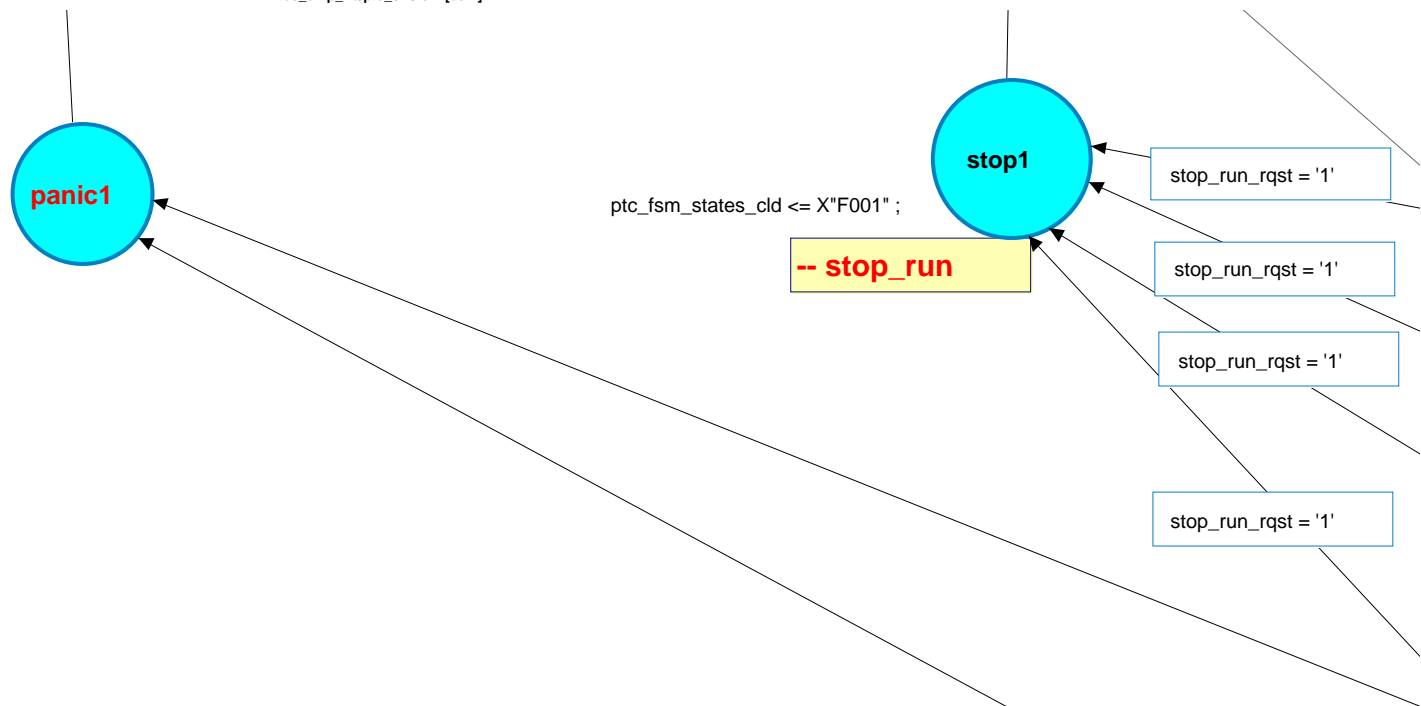 panic1
stop1
stop_run_rqst = '1'
ptc_fsm_states_cld <= X"F001" ;
-- stop_run
stop_run_rqst = '1'
stop_run_rqst = '1'
stop_run_rqst = '1'